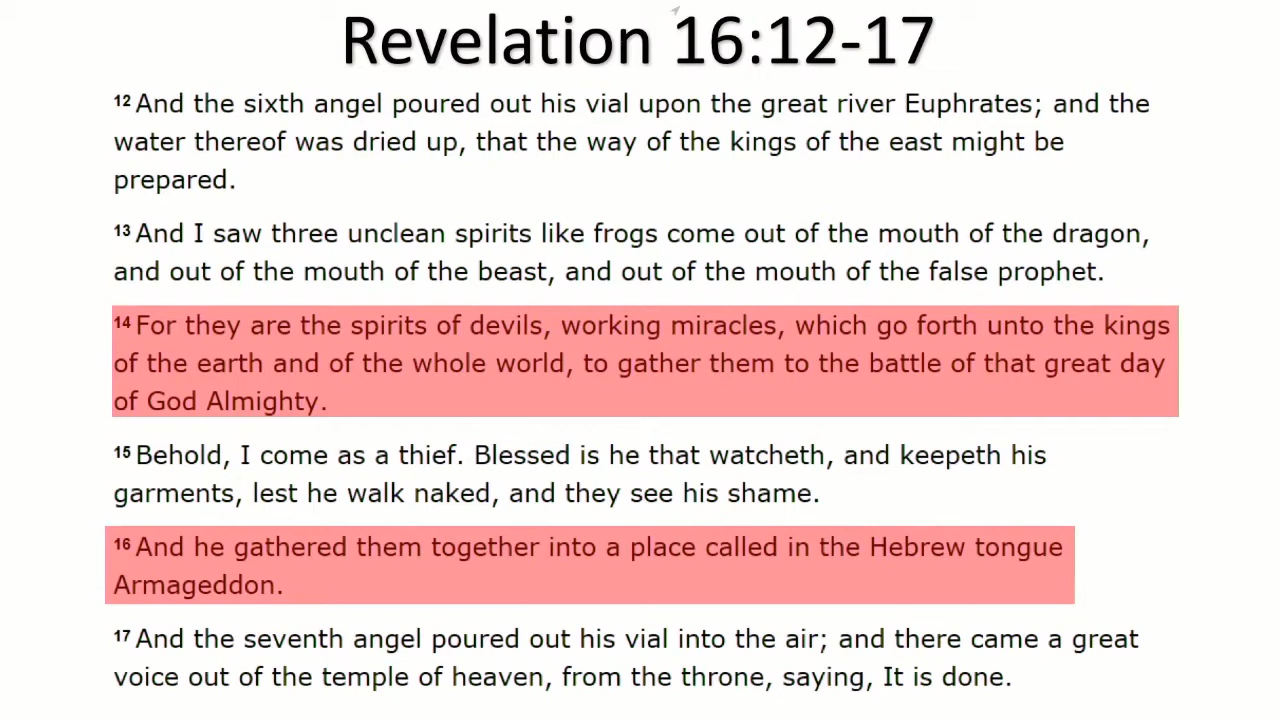 Revelation 16:12-17
12 And the sixth angel poured out his vial upon the great river Euphrates; and the
water thereof was dried up, that the way of the kings of the east might be
prepared.
13 And I saw three unclean spirits like frogs come out of the mouth of the dragon,
and out of the mouth of the beast, and out of the mouth of the false prophet.
14 For they are the spirits of devils, working miracles, which go forth unto the kings
of the earth and of the whole world, to gather them to the battle of that great day
of God Almighty.
15 Behold, I come as a thief. Blessed is he that watcheth, and keepeth his
garments, lest he walk naked, and they see his shame.
16 And he gathered them together into a place called in the Hebrew tongue
Armageddon.
17 And the seventh angel poured out his vial into the air; and there came a great
voice out of the temple of heaven, from the throne, saying, It is done.